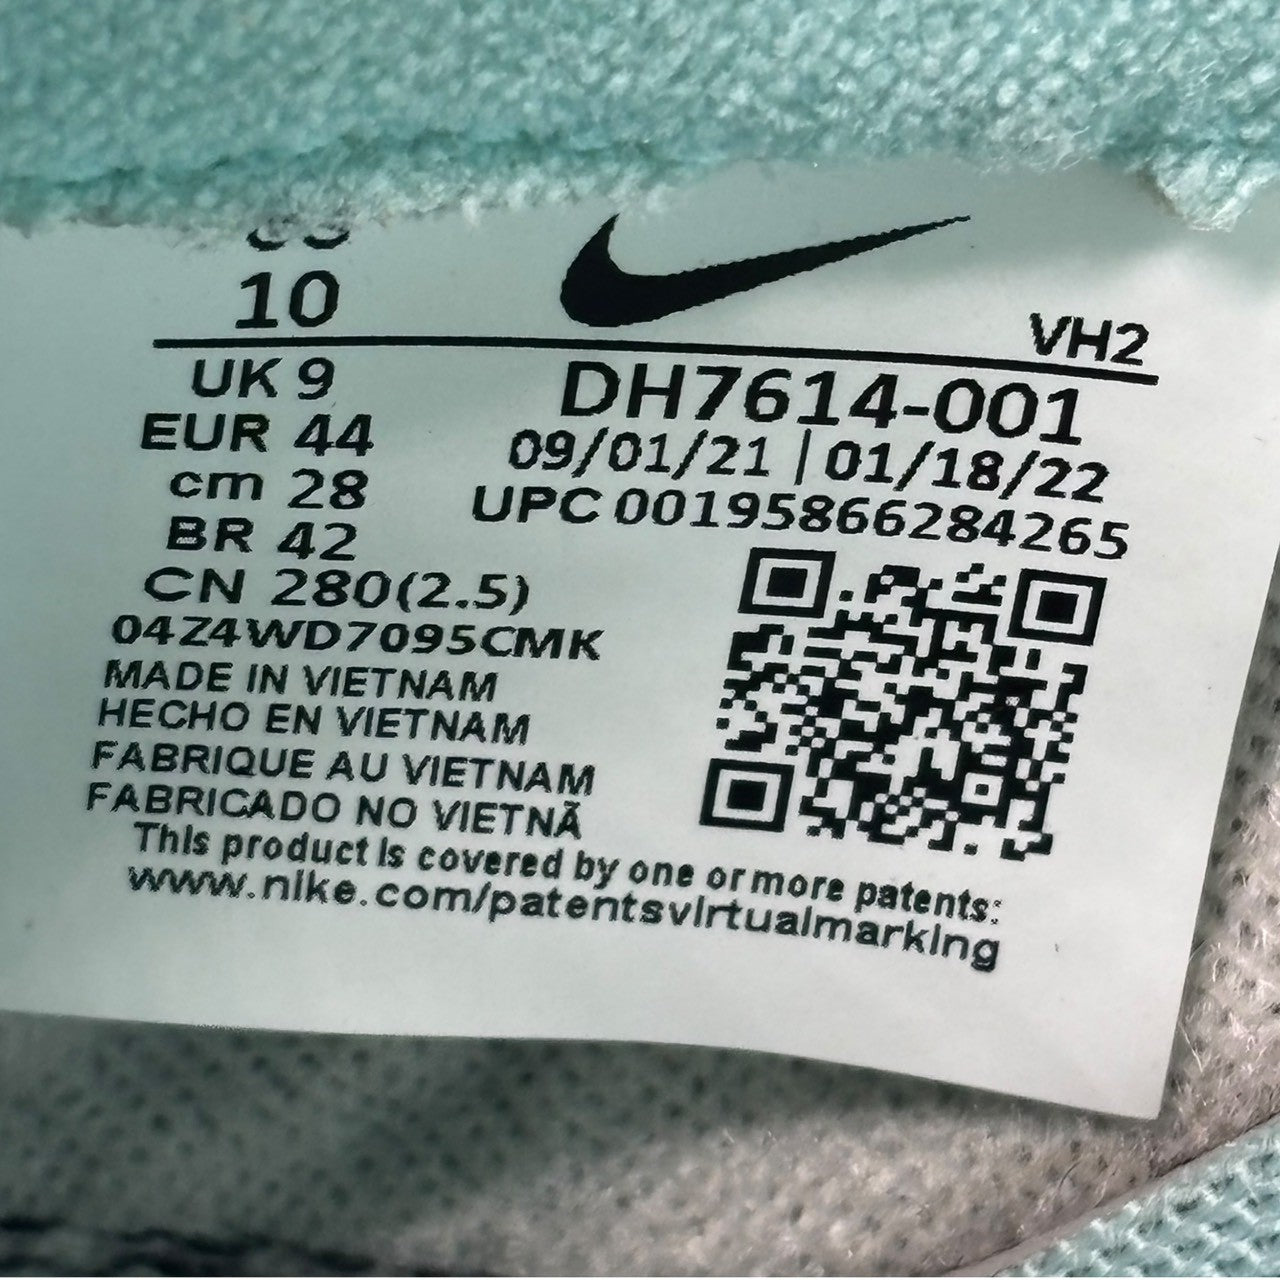 10
VH2
UK 9
EUR 44
cm 28
BR 42
CN 280(2.5)
DH7614-001
09/01/21 | 01/18/22
UPC 00195866284265
04Z4WD7095CMK
MADE IN VIETNAM
HECHO EN VIETNAM
FABRIQUE AU VIETNAM
FABRICADO NO VIETNÃ
This product is covered by one or more patents:
www.nike.com/patentsvirtualmarking